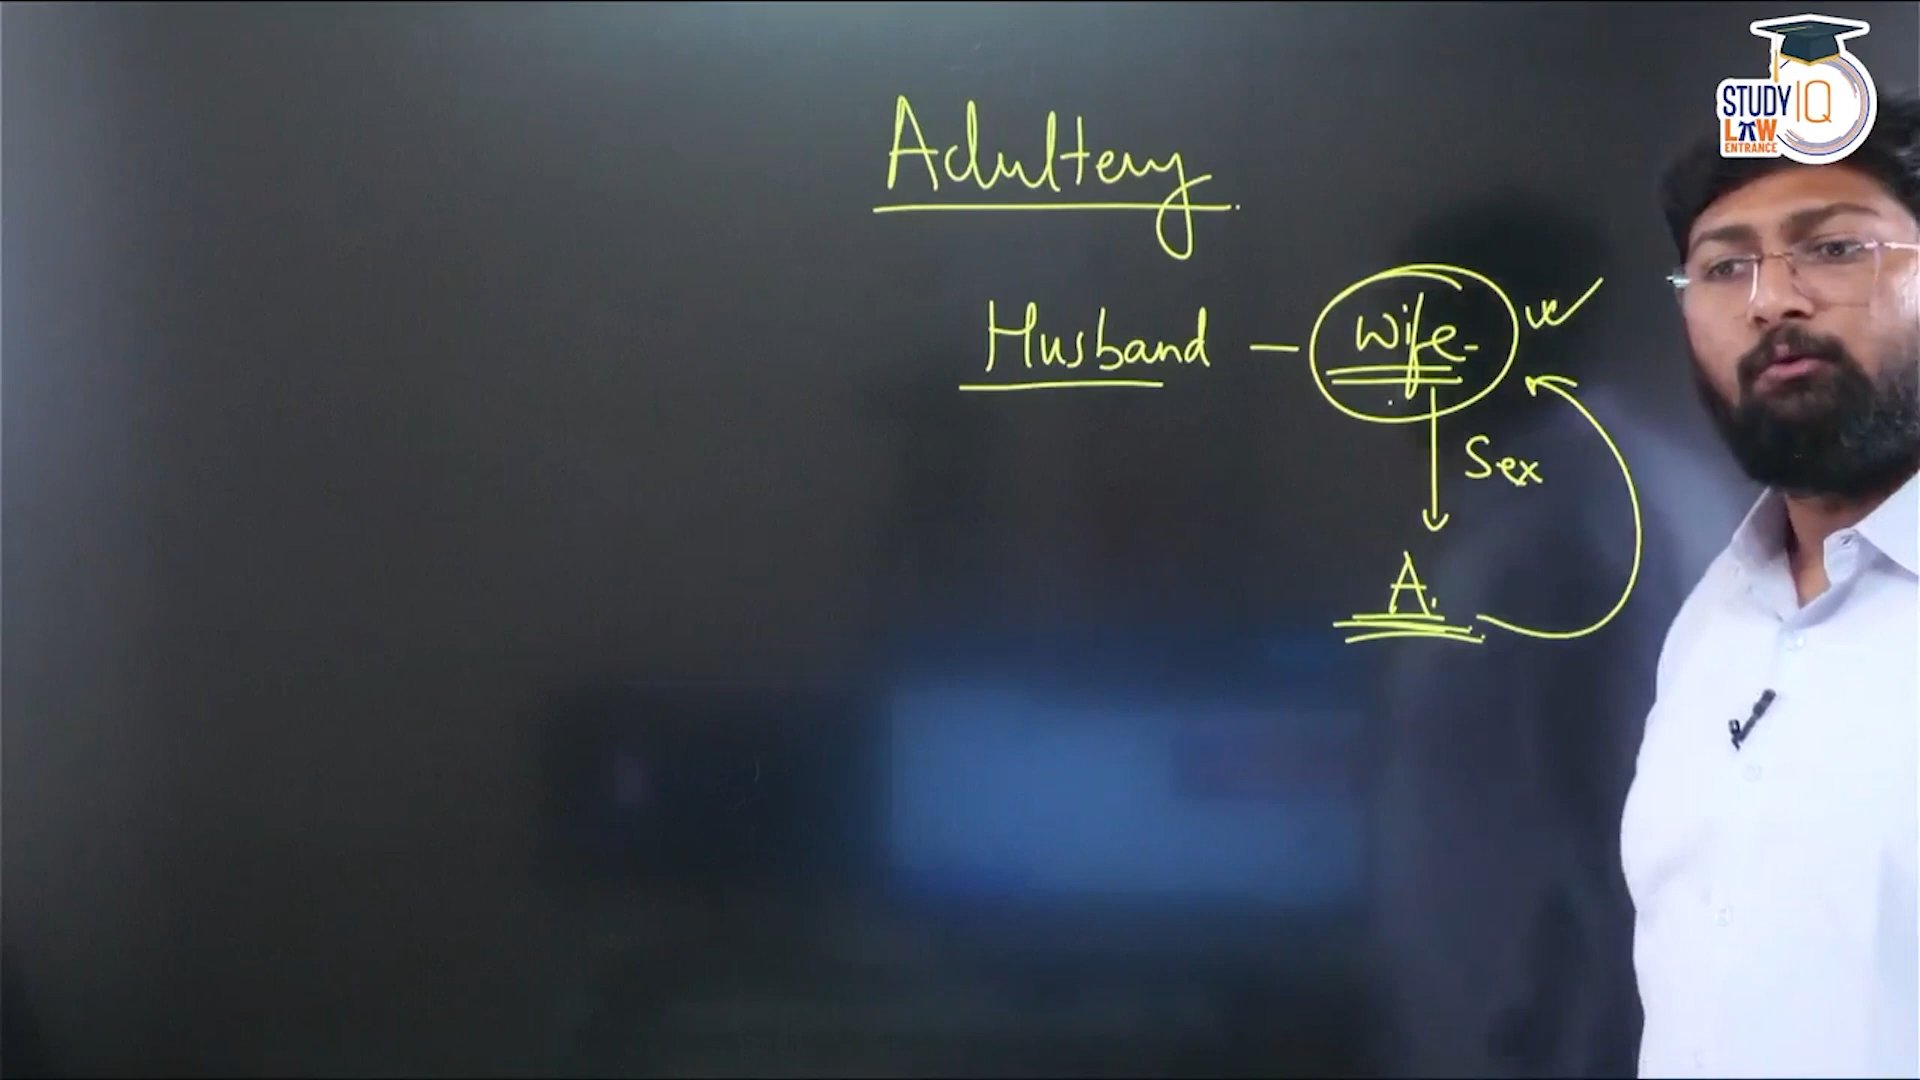 STUDY IQ
LAW
ENTRANCE
Adultery
Husband - Wife
Sex
A.